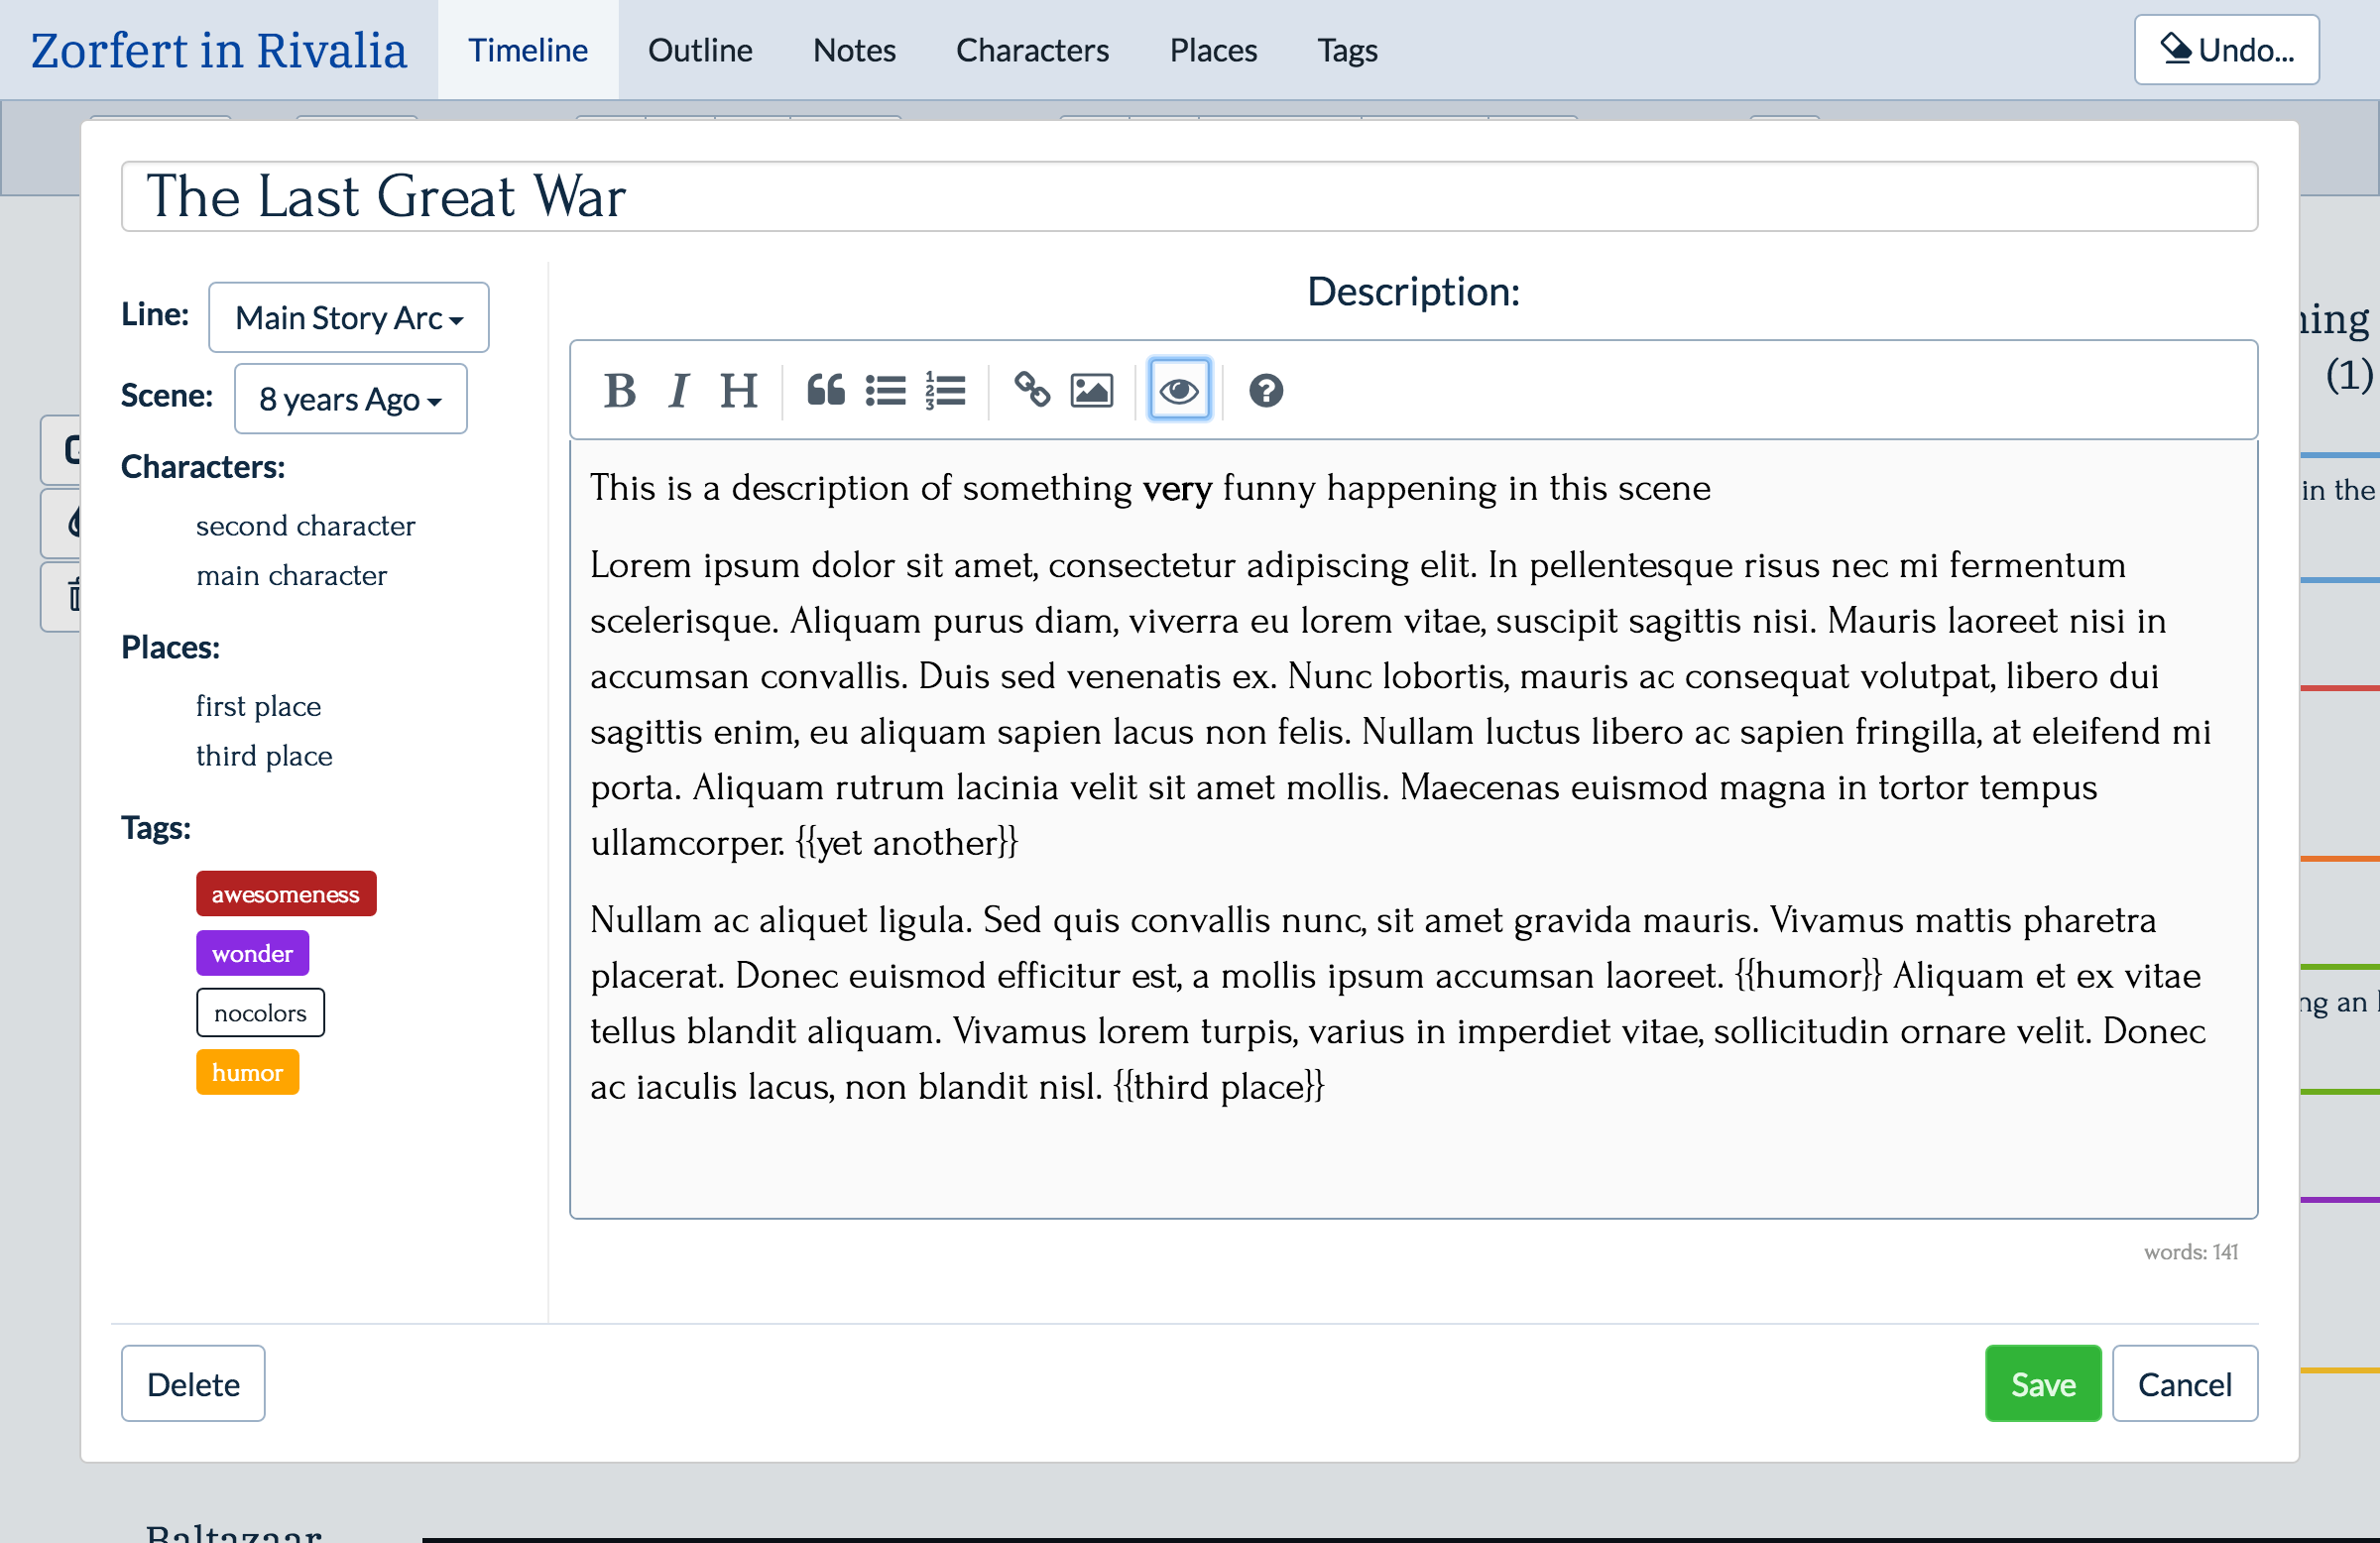 Zorfert in Rivalia Timeline Outline Notes Characters Places Tags Undo...
The Last Great War
Line: Main Story Arc
Scene: 8 years Ago
Characters:
second character
main character
Places:
first place
third place
Tags:
awesomeness
wonder
nocolors
humor
Description:
B I H
This is a description of something very funny happening in this scene
Lorem ipsum dolor sit amet, consectetur adipiscing elit. In pellentesque risus nec mi fermentum
scelerisque. Aliquam purus diam, viverra eu lorem vitae, suscipit sagittis nisi. Mauris laoreet nisi in
accumsan convallis. Duis sed venenatis ex. Nunc lobortis, mauris ac consequat volutpat, libero dui
sagittis enim, eu aliquam sapien lacus non felis. Nullam luctus libero ac sapien fringilla, at eleifend mi
porta. Aliquam rutrum lacinia velit sit amet mollis. Maecenas euismod magna in tortor tempus
ullamcorper. {{yet another}}
Nullam ac aliquet ligula. Sed quis convallis nunc, sit amet gravida mauris. Vivamus mattis pharetra
placerat. Donec euismod efficitur est, a mollis ipsum accumsan laoreet. {{humor}} Aliquam et ex vitae
tellus blandit aliquam. Vivamus lorem turpis, varius in imperdiet vitae, sollicitudin ornare velit. Donec
ac iaculis lacus, non blandit nisl. {{third place}}
words: 141
Delete Save Cancel
(1)
in the
Baltazaar